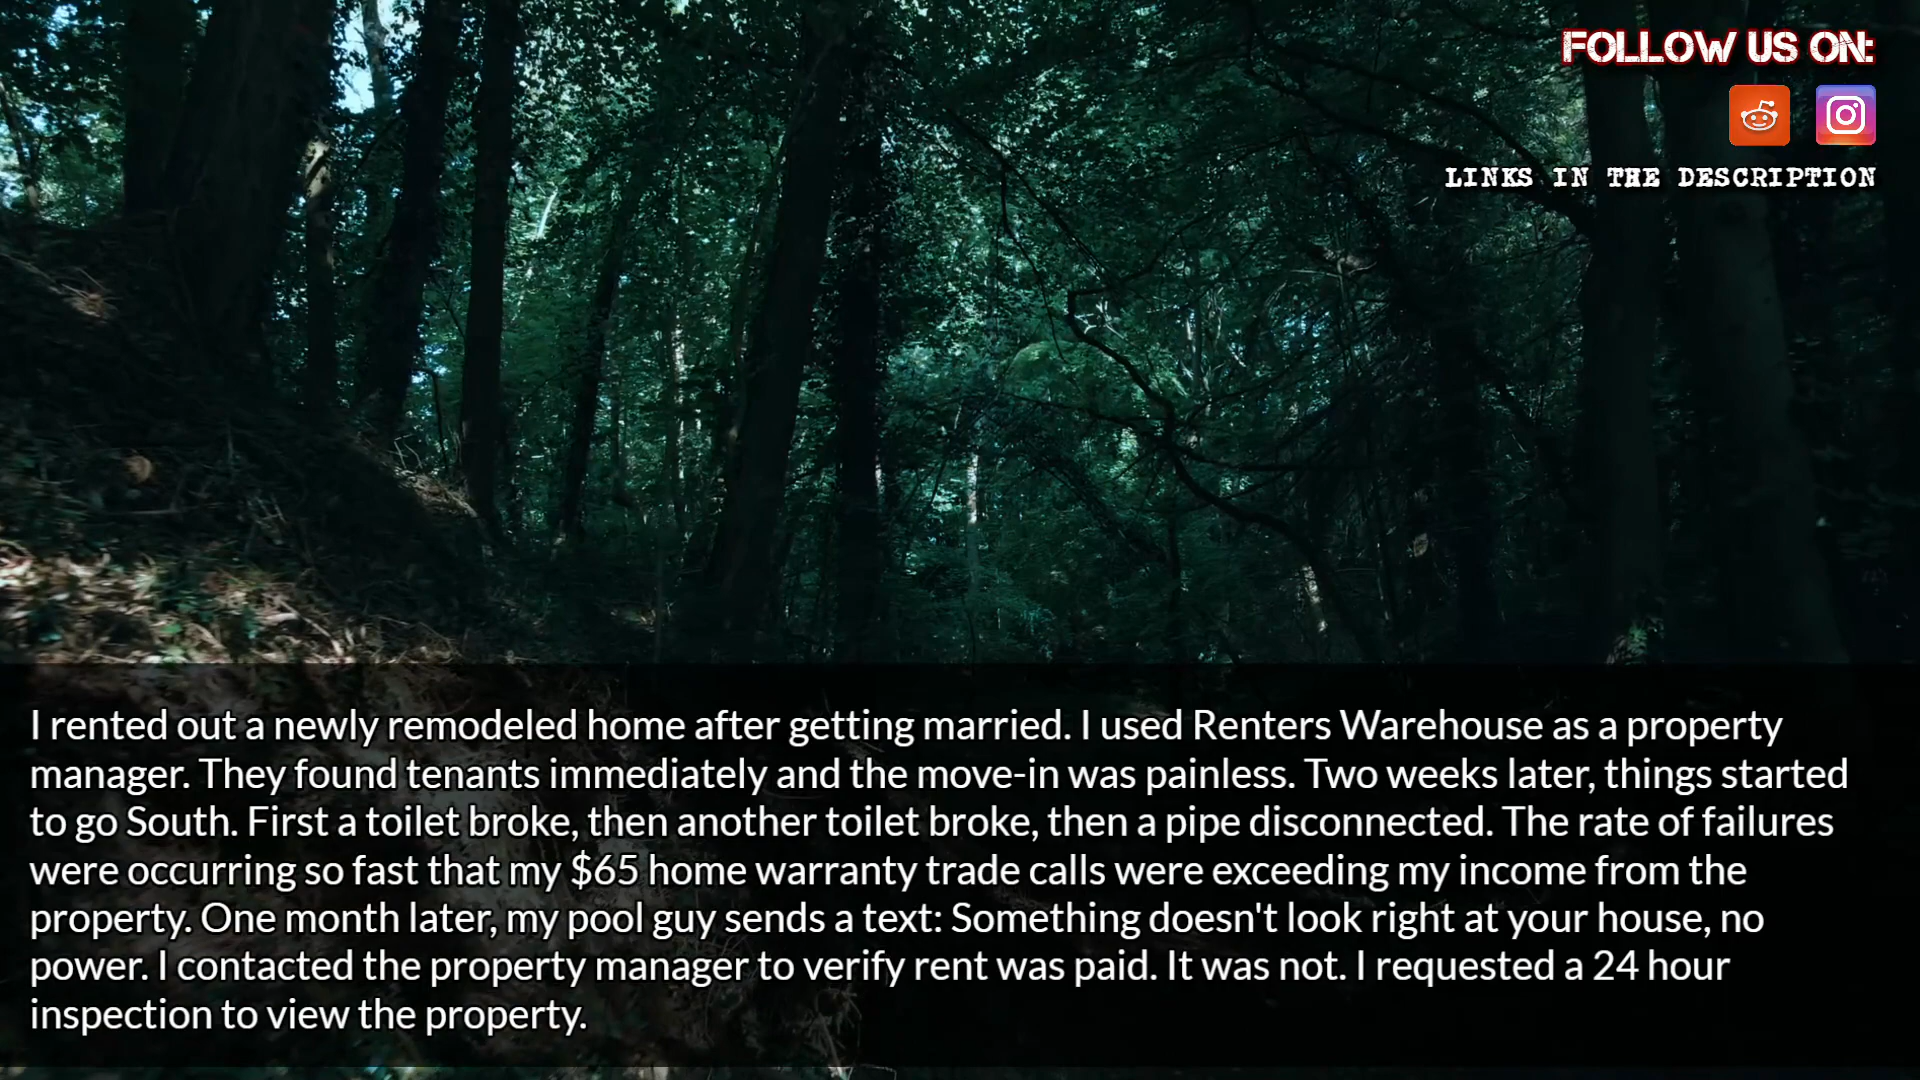 FOLLOW US ON:
LINKS IN THE DESCRIPTION
I rented out a newly remodeled home after getting married. I used Renters Warehouse as a property
manager. They found tenants immediately and the move-in was painless. Two weeks later, things started
to go South. First a toilet broke, then another toilet broke, then a pipe disconnected. The rate of failures
were occurring so fast that my $65 home warranty trade calls were exceeding my income from the
property. One month later, my pool guy sends a text: Something doesn't look right at your house, no
power. I contacted the property manager to verify rent was paid. It was not. I requested a 24 hour
inspection to view the property.